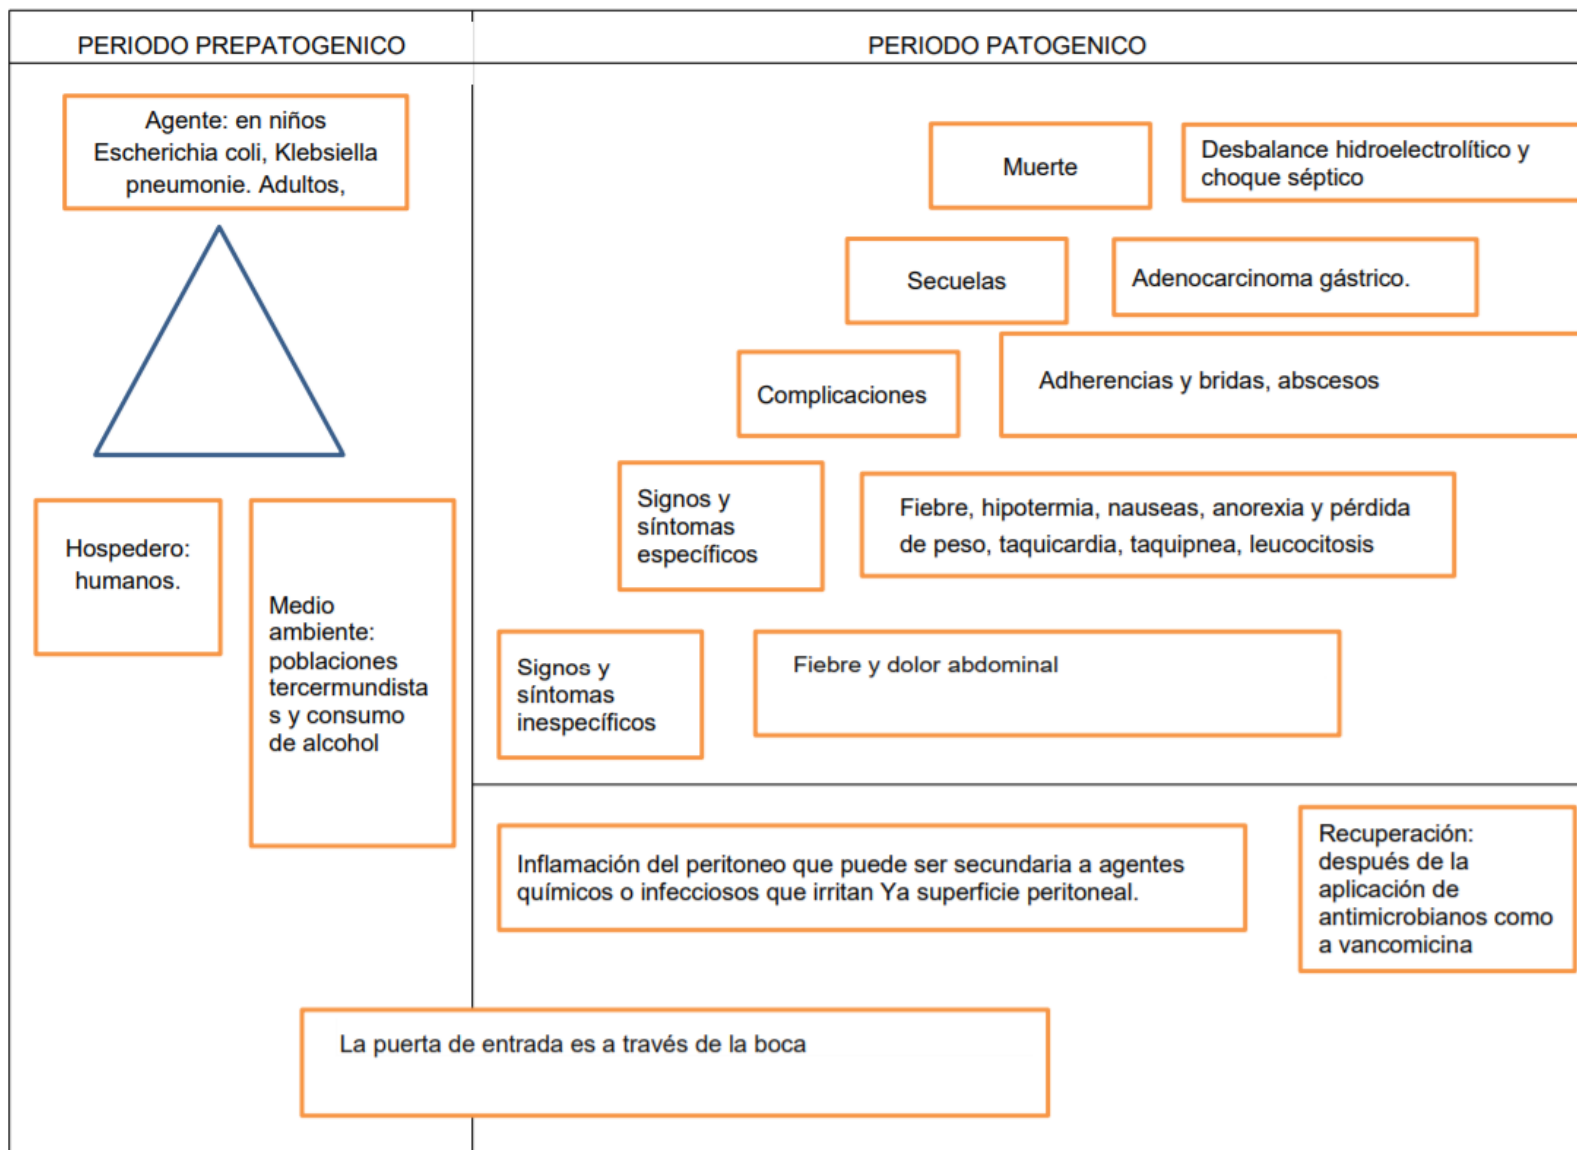 PERIODO PREPATOGENICO
PERIODO PATOGENICO
Agente: en niños
Escherichia coli, Klebsiella
pneumonie. Adultos,
Hospedero:
humanos.
Medio
ambiente:
poblaciones
tercermundista
s y consumo
de alcohol
Muerte
Desbalance hidroelectrolítico y
choque séptico
Secuelas
Adenocarcinoma gástrico.
Complicaciones
Adherencias y bridas, abscesos
Signos y
síntomas
específicos
Fiebre, hipotermia, nauseas, anorexia y pérdida
de peso, taquicardia, taquipnea, leucocitosis
Signos y
síntomas
inespecíficos
Fiebre y dolor abdominal
Inflamación del peritoneo que puede ser secundaria a agentes
químicos o infecciosos que irritan Ya superficie peritoneal.
Recuperación:
después de la
aplicación de
antimicrobianos como
a vancomicina
La puerta de entrada es a través de la boca